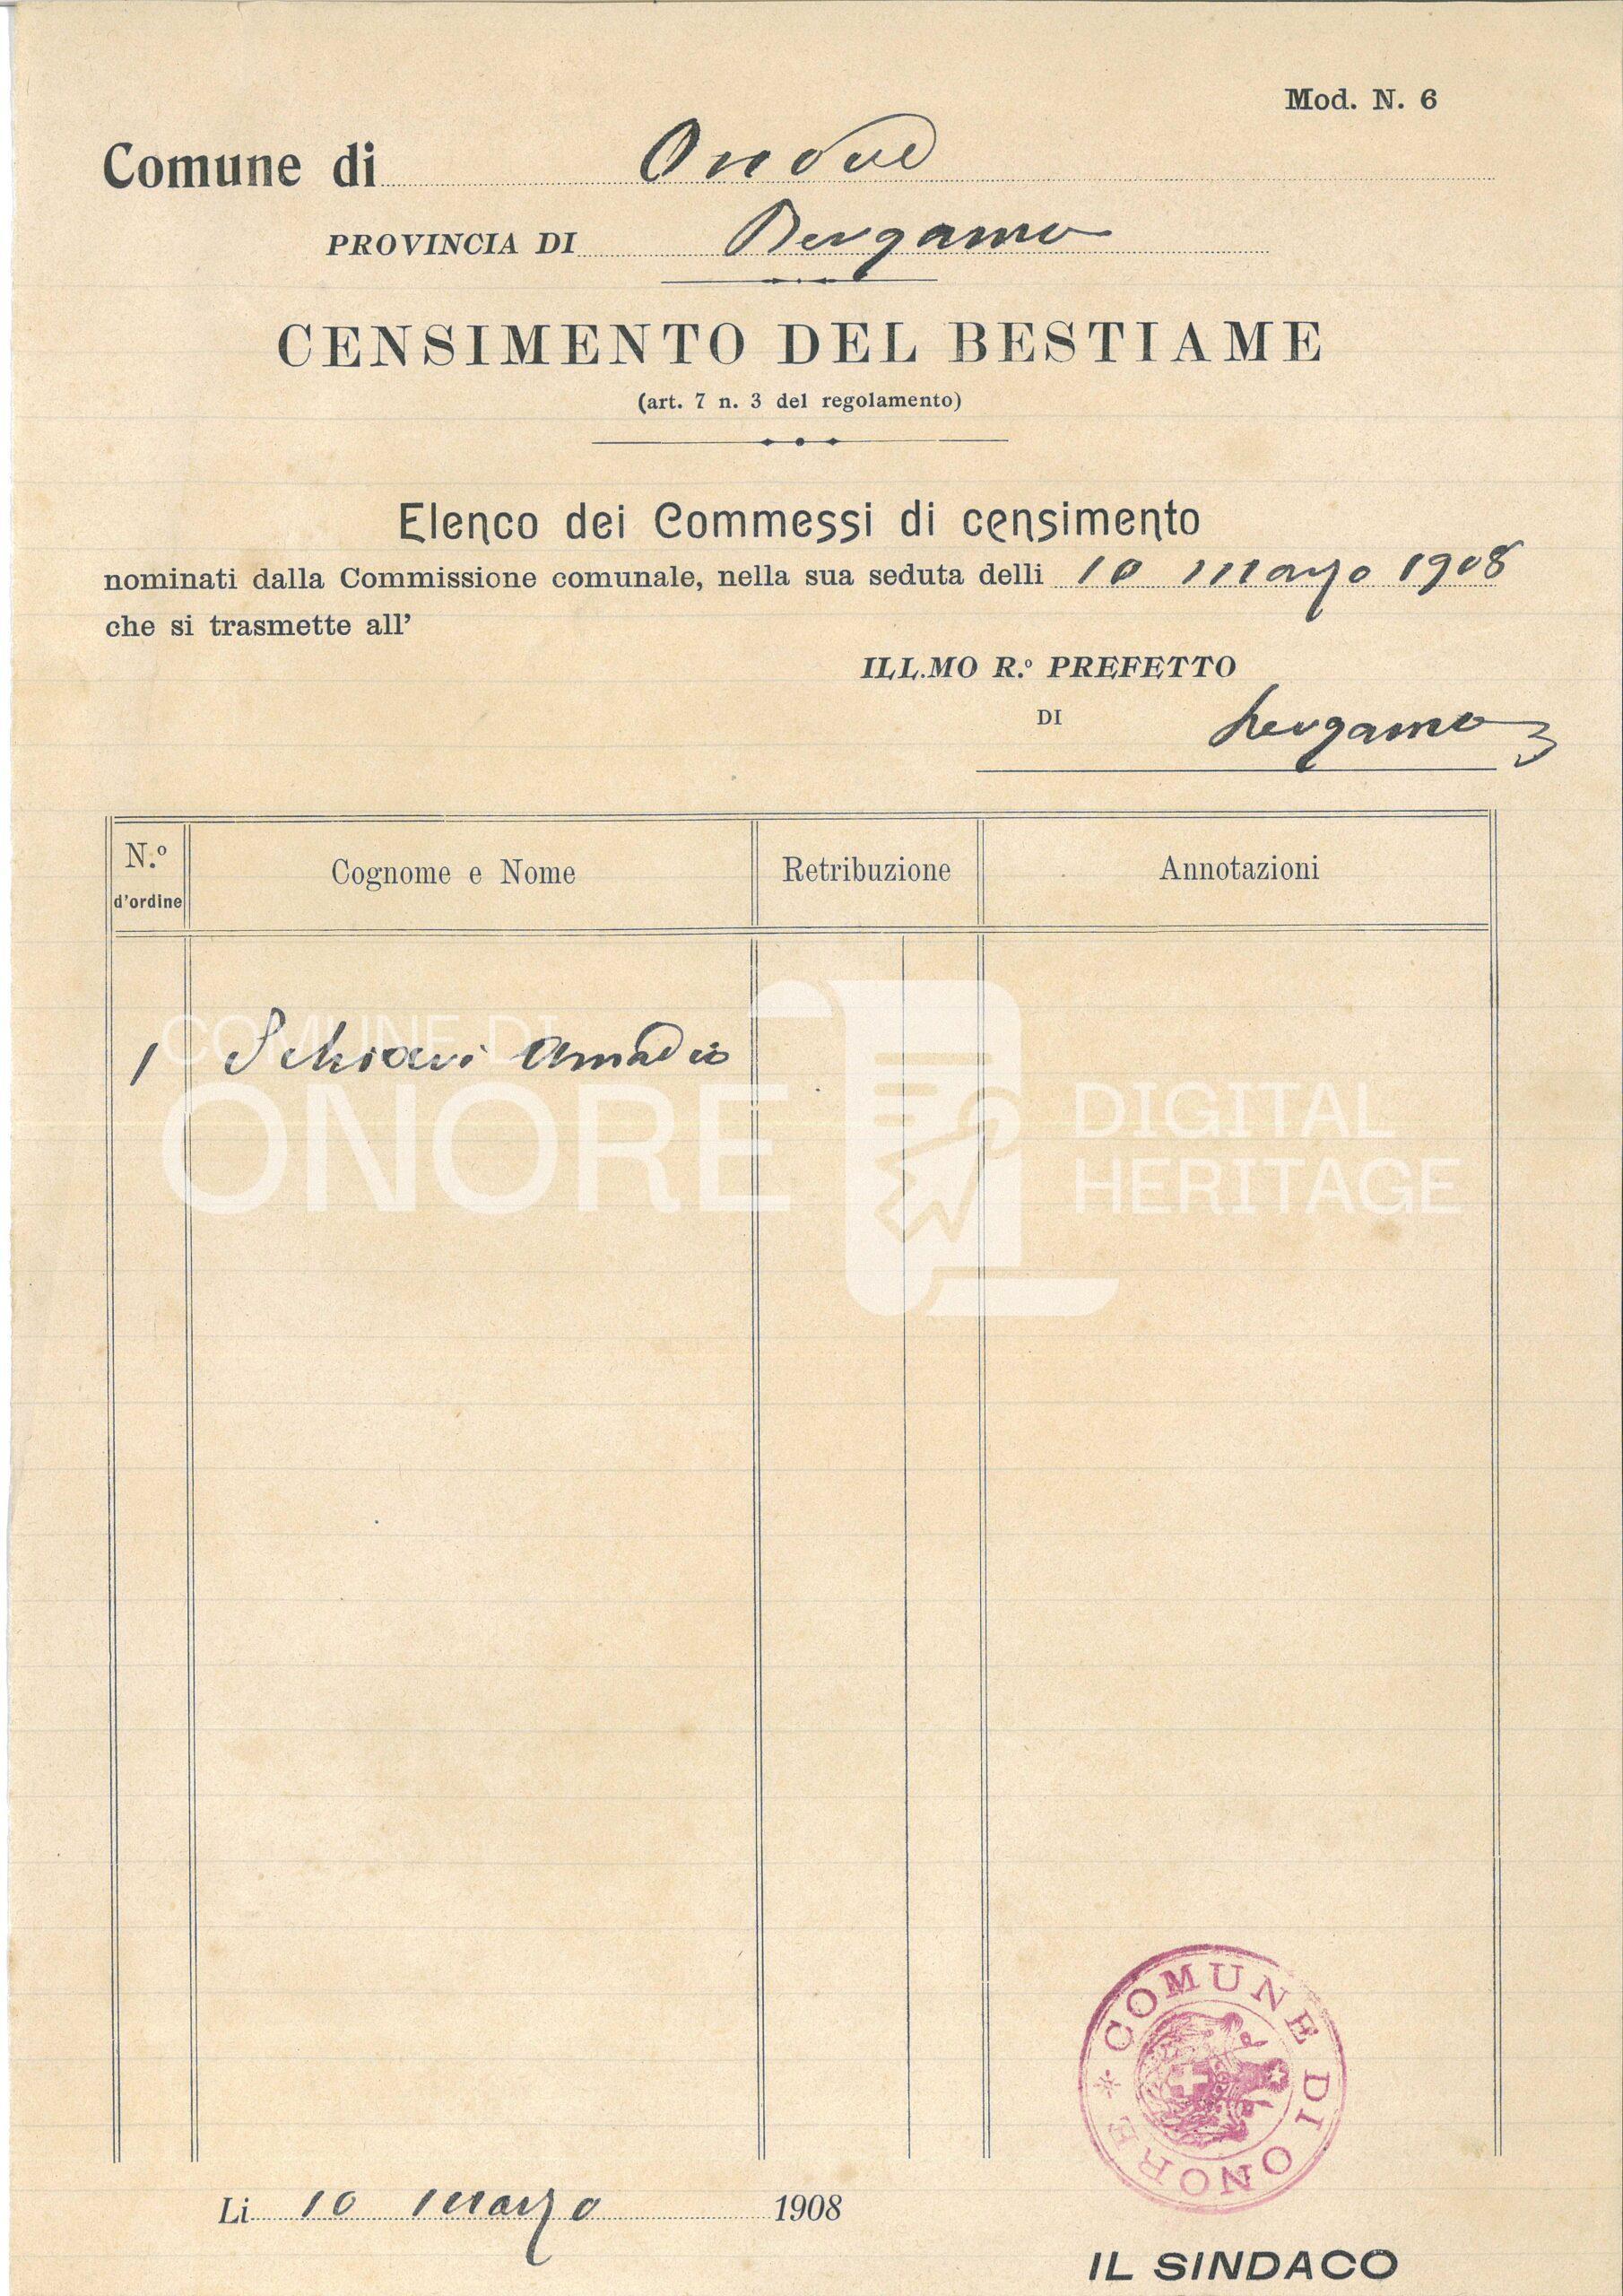 Mod. N. 6
Comune di Onore
PROVINCIA DI Bergamo
CENSIMENTO DEL BESTIAME
(art. 7 n. 3 del regolamento)
Elenco dei Commessi di censimento
nominati dalla Commissione comunale, nella sua seduta delli 10 marzo 1908
che si trasmette all'
ILL.MO R.º PREFETTO
DI Bergamo
N.º d'ordine Cognome e Nome Retribuzione Annotazioni
1 Schiavi Amadio
COMUNE DI
ONORE
DIGITAL
HERITAGE
* COMUNE DI ONORE
Li 10 marzo 1908
IL SINDACO